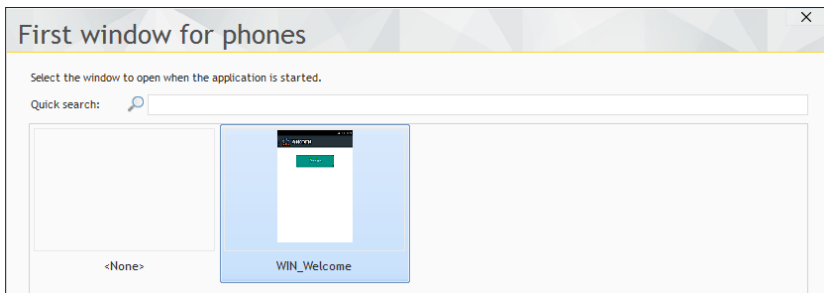 First window for phones
Select the window to open when the application is started.
Quick search:
<None>
WIN_Welcome